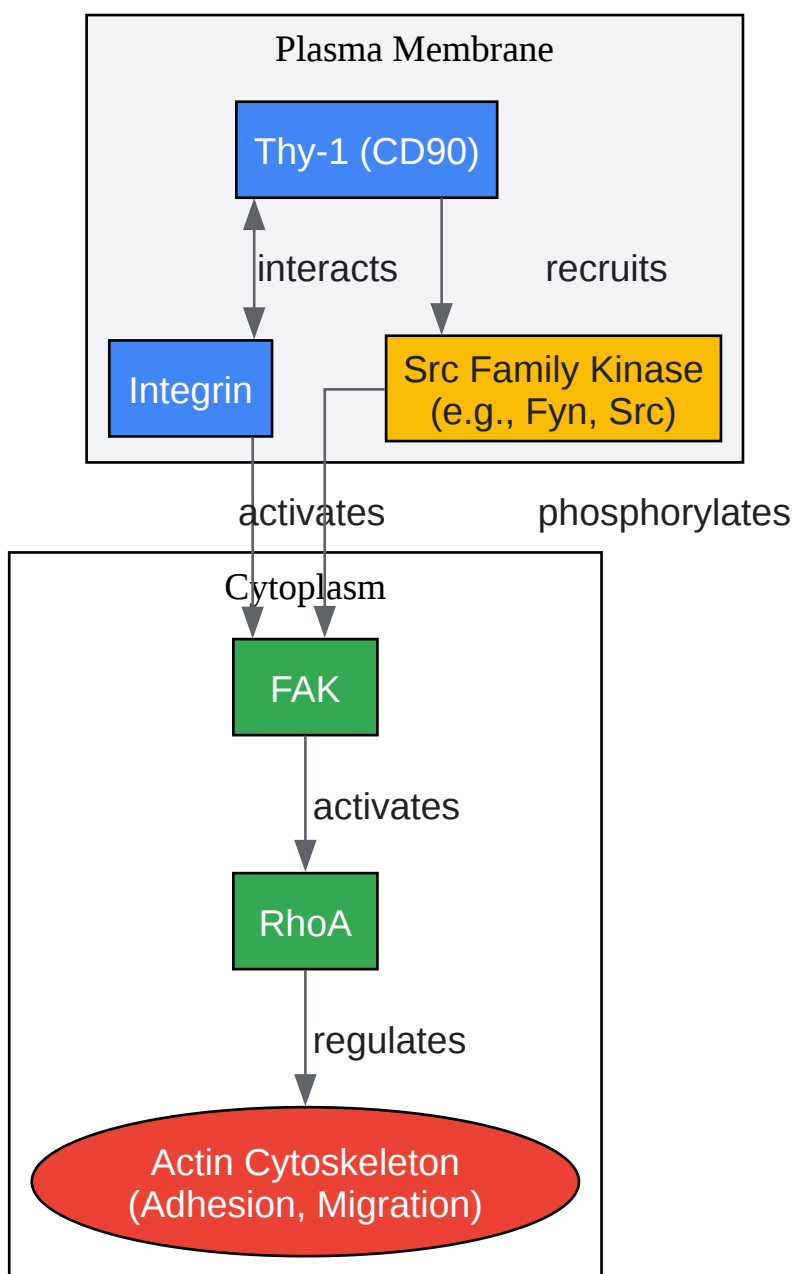 Plasma Membrane
Thy-1 (CD90)
interacts
recruits
Integrin
Src Family Kinase
(e.g., Fyn, Src)
activates
phosphorylates
Cytoplasm
FAK
activates
RhoA
regulates
Actin Cytoskeleton
(Adhesion, Migration)